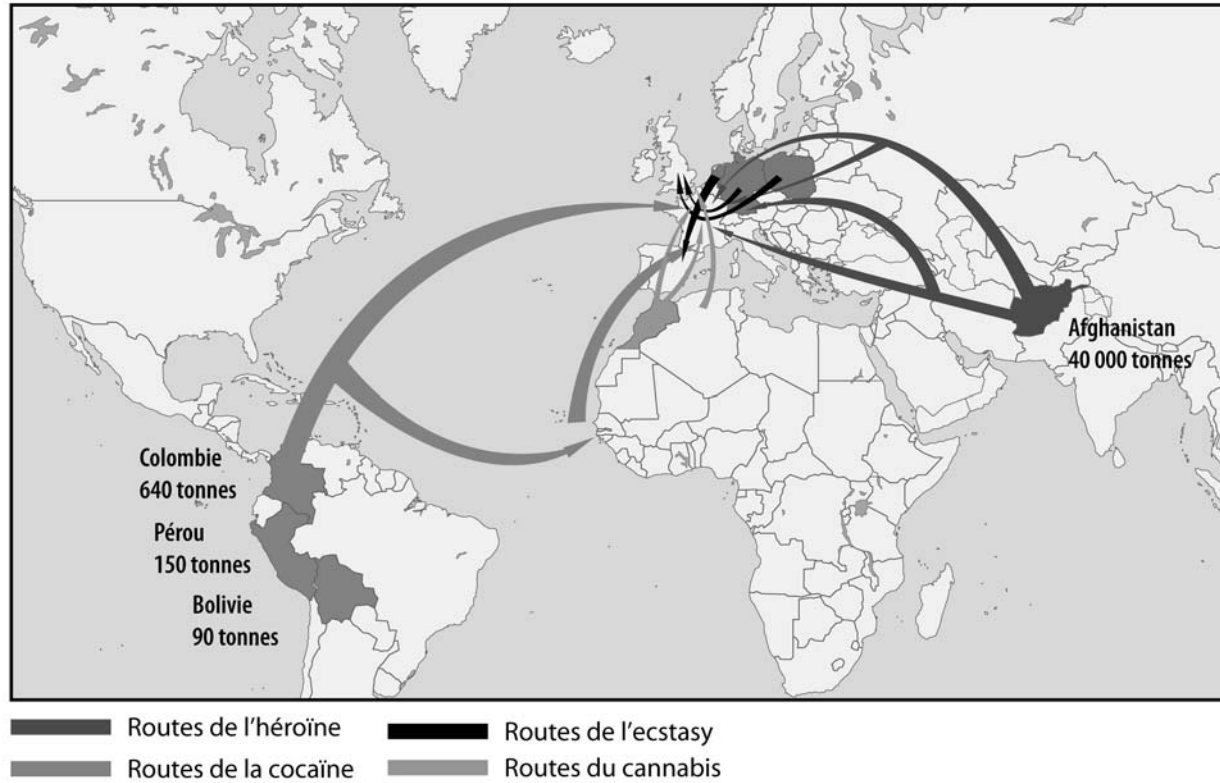 Afghanistan
40 000 tonnes
Colombie
640 tonnes
Pérou
150 tonnes
Bolivie
90 tonnes
Routes de l'héroïne
Routes de l'ecstasy
Routes de la cocaïne
Routes du cannabis